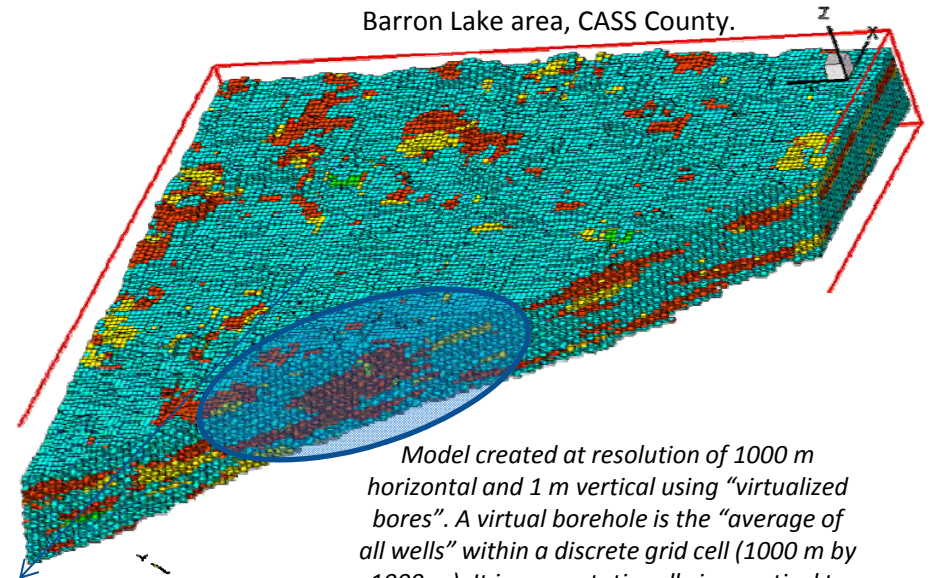 Barron Lake area, CASS County.
Z
X
Model created at resolution of 1000 m
horizontal and 1 m vertical using “virtualized
bores”. A virtual borehole is the “average of
all wells” within a discrete grid cell (1000 m by
Y